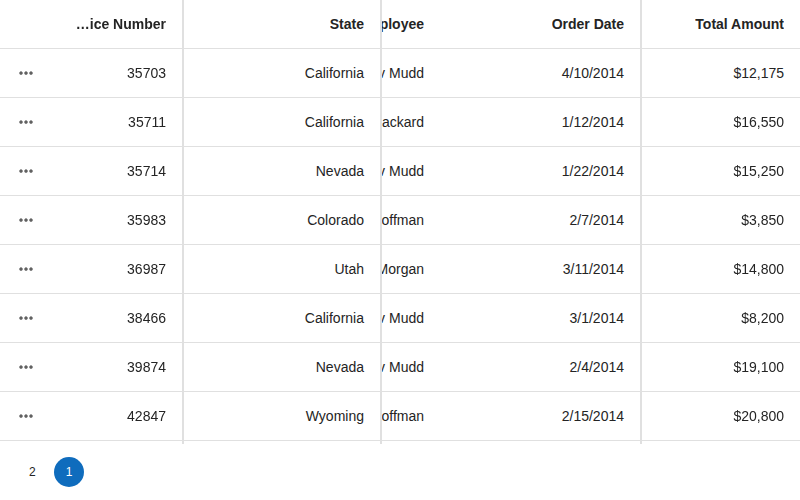 …ice Number State ployee Order Date Total Amount
35703 California Mudd 4/10/2014 $12,175
35711 California ackard 1/12/2014 $16,550
35714 Nevada Mudd 1/22/2014 $15,250
35983 Colorado offman 2/7/2014 $3,850
36987 Utah Morgan 3/11/2014 $14,800
38466 California Mudd 3/1/2014 $8,200
39874 Nevada Mudd 2/4/2014 $19,100
42847 Wyoming offman 2/15/2014 $20,800
2 1